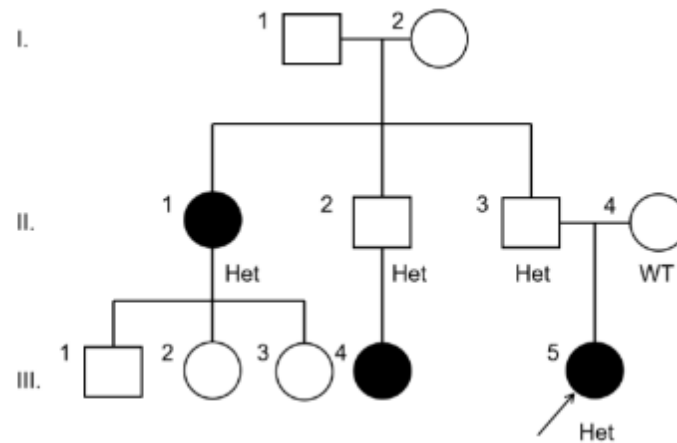 I. 1 2
II. 1 2 3 4
Het Het Het WT
III. 1 2 3 4 5
Het